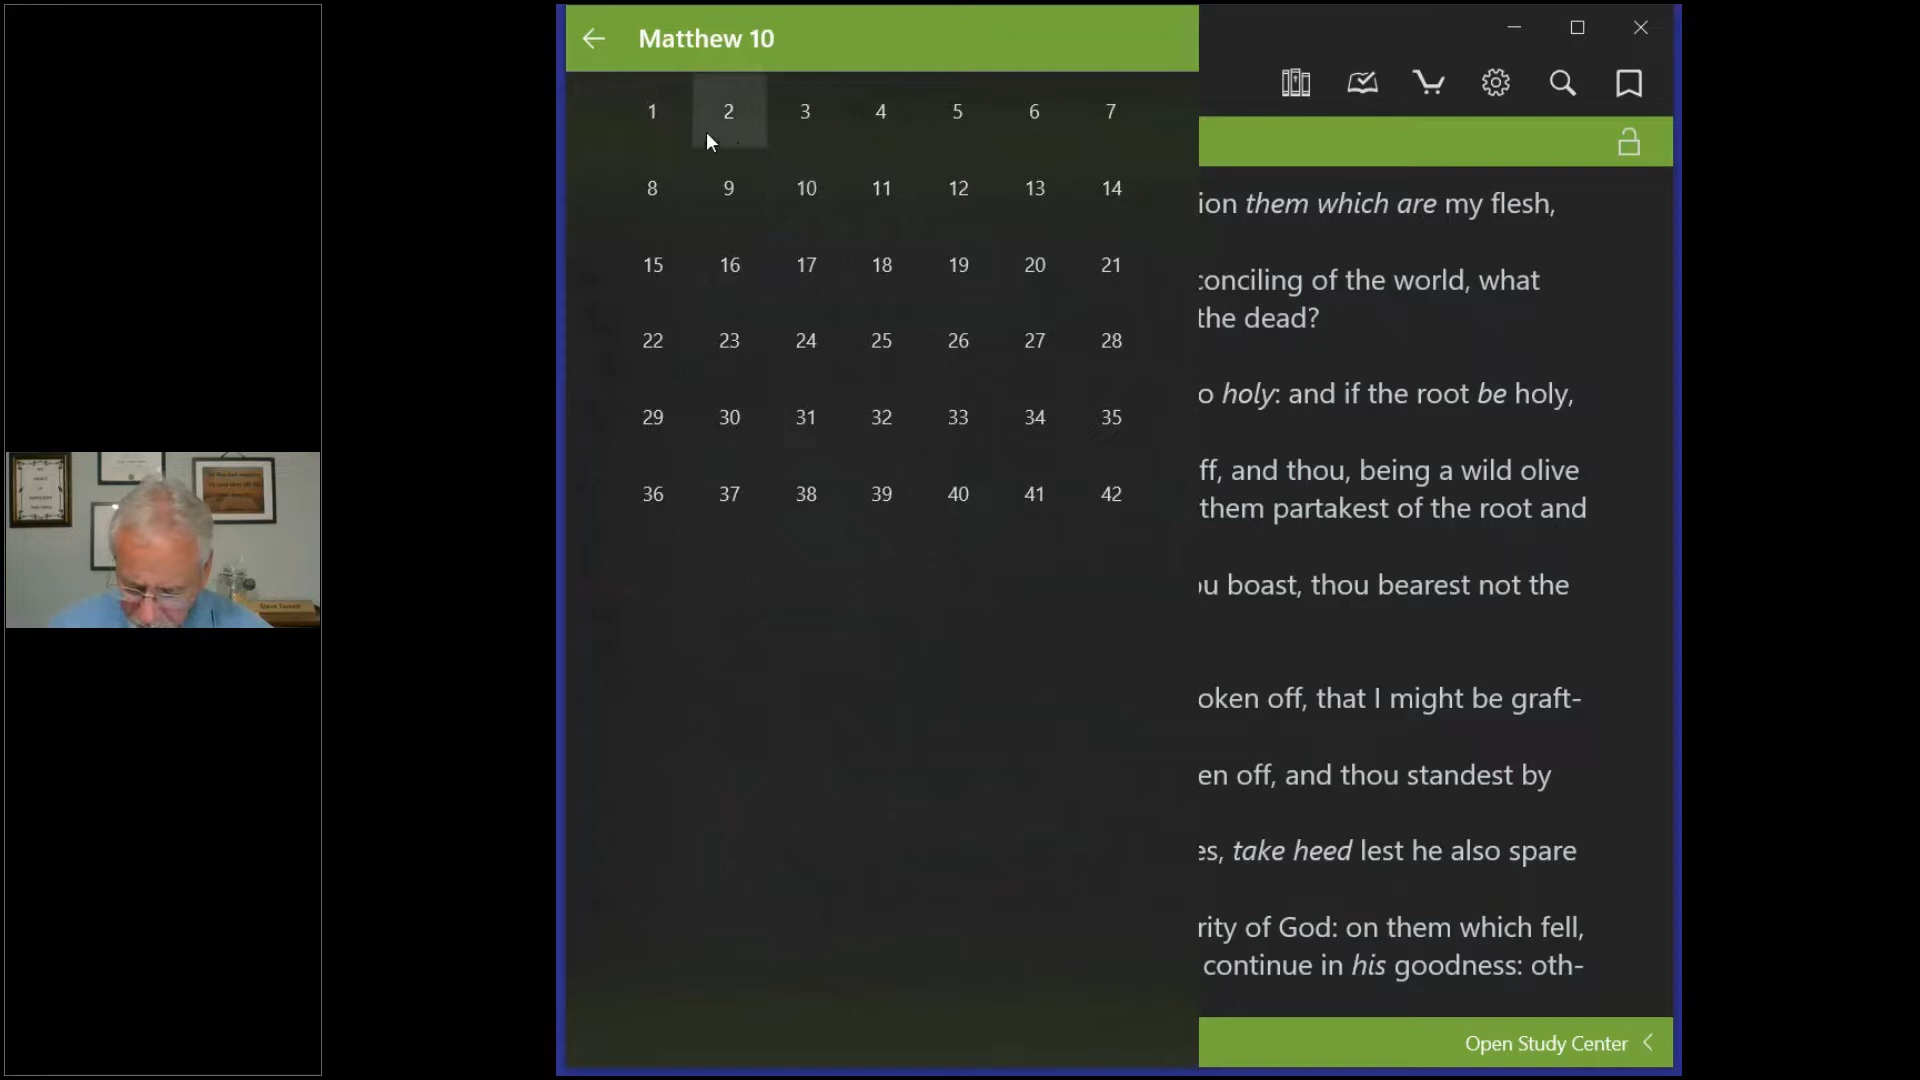 Matthew 10
1 2 3 4 5 6 7
8 9 10 11 12 13 14
15 16 17 18 19 20 21
22 23 24 25 26 27 28
29 30 31 32 33 34 35
36 37 38 39 40 41 42
ion them which are my flesh,
conciling of the world, what
the dead?
o holy: and if the root be holy,
ff, and thou, being a wild olive
them partakest of the root and
ou boast, thou bearest not the
oken off, that I might be graft-
en off, and thou standest by
es, take heed lest he also spare
rity of God: on them which fell,
continue in his goodness: oth-
Open Study Center